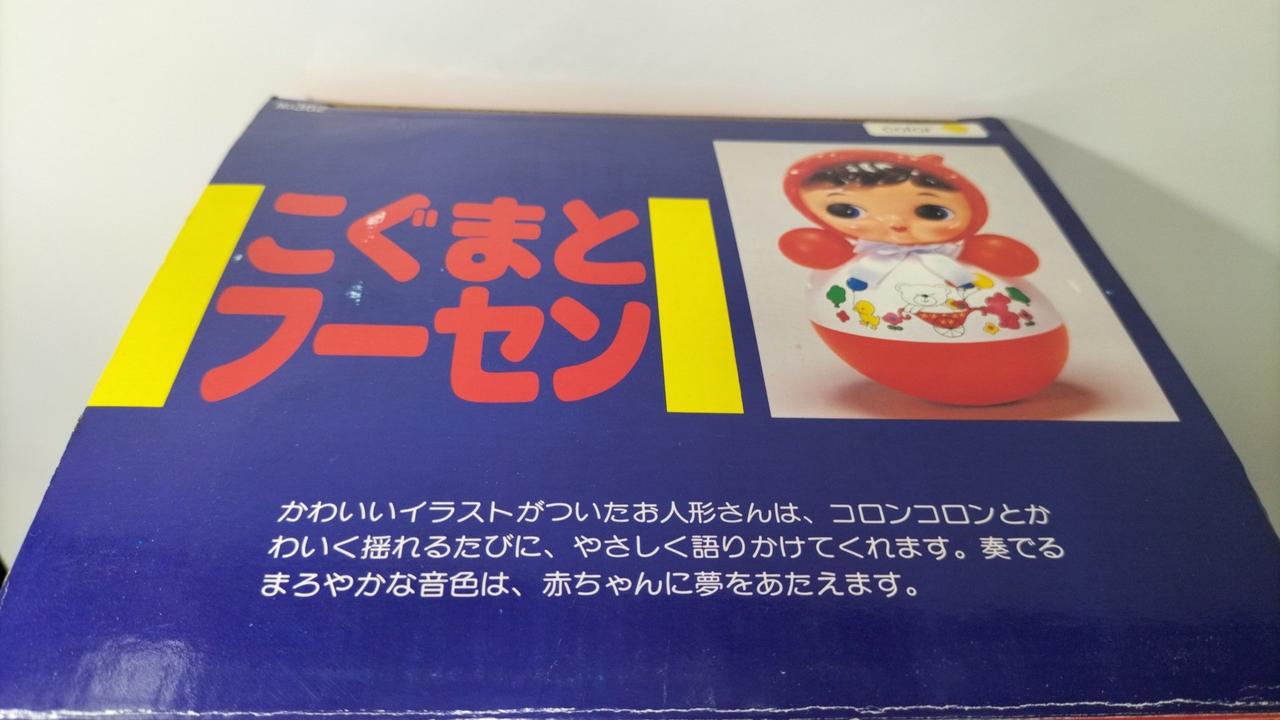 No.362
color
こぐまと
フーセン
かわいいイラストがついたお人形さんは、コロンコロンとか
わいく揺れるたびに、やさしく語りかけてくれます。奏でる
まろやかな音色は、赤ちゃんに夢をあたえます。